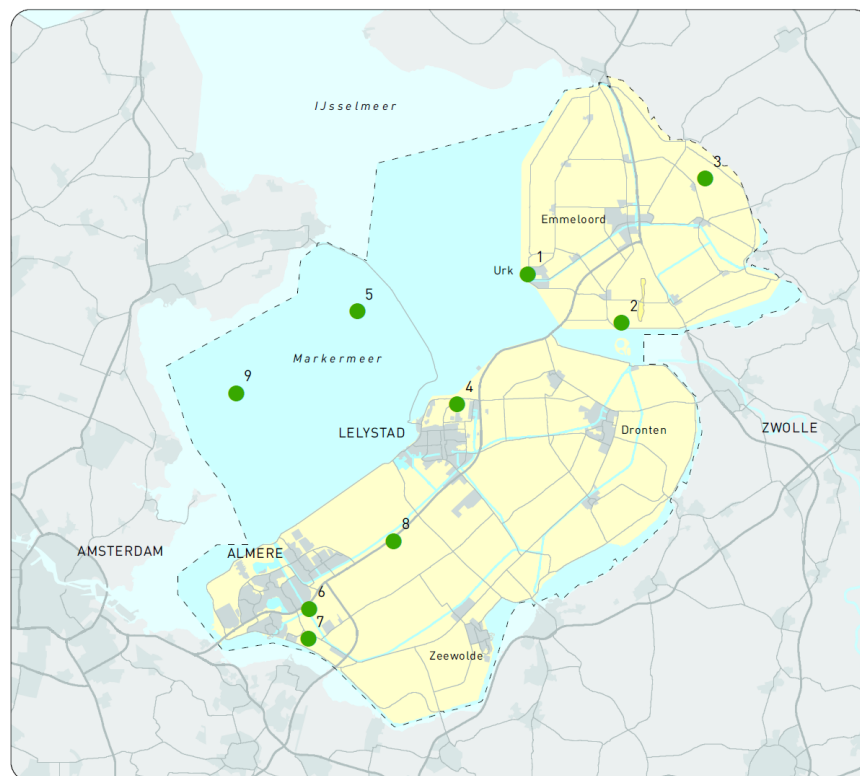 IJsselmeer
3
Emmeloord
1
Urk
5
2
Markermeer
9
4
LELYSTAD
ZWOLLE
Dronten
8
AMSTERDAM
ALMERE
6
7
Zeewolde